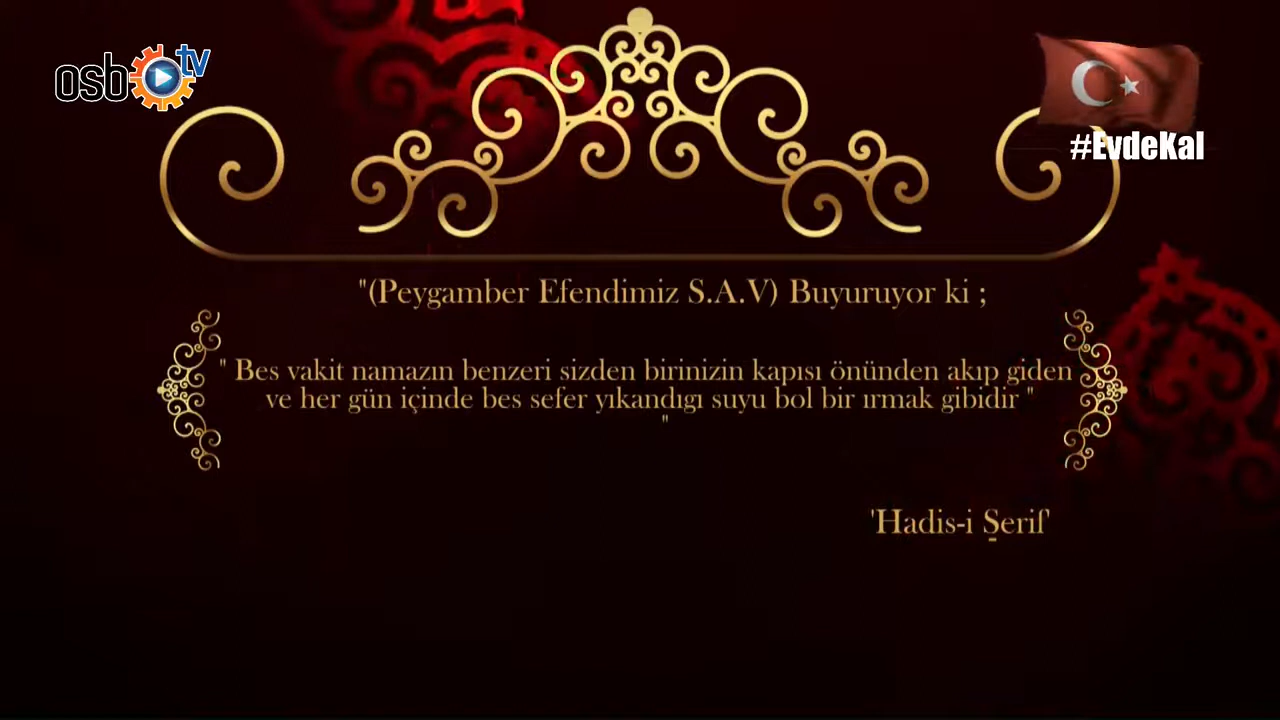 osb tv
#EvdeKal
"(Peygamber Efendimiz S.A.V) Buyuruyor ki ;
" Bes vakit namazın benzeri sizden birinizin kapısı önünden akıp giden
ve her gün içinde bes sefer yıkandıgı suyu bol bir ırmak gibidir "
"
'Hadis-i Şerif'